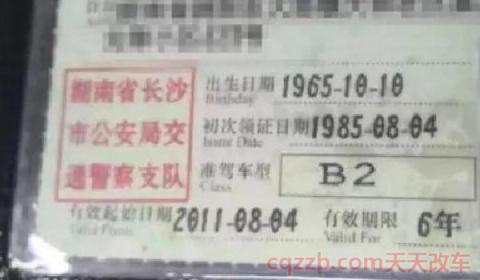 湖南省长沙
市公安局交
通警察支队
出生日期 1965-10-10
Birthday
初次领证日期 1985-08-04
Issue Date
准驾车型 B2
Class
有效起始日期 2011-08-04 有效期限 6年
Valid From Valid For
cqzzb.com天天改车